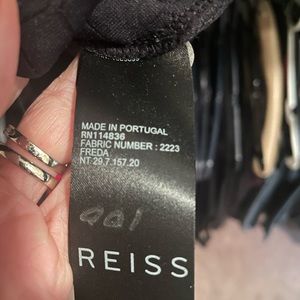 MADE IN PORTUGAL
RN114836
FABRIC NUMBER : 2223
FREDA
NT 29.7.157.20
001
REISS